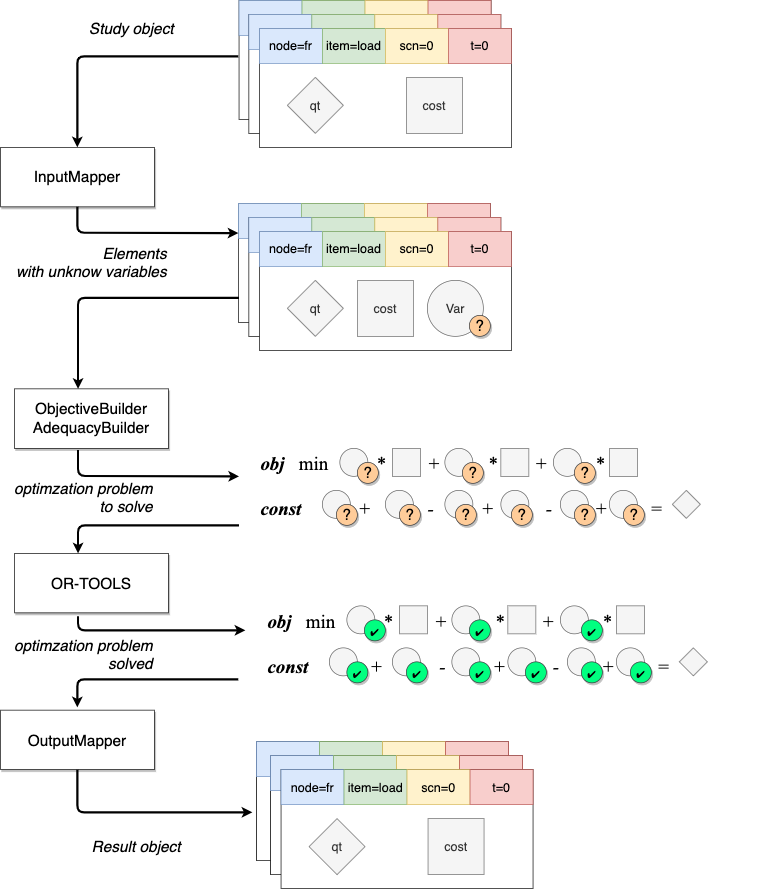 Study object
node=fr item=load scn=0 t=0
qt cost
InputMapper
Elements
with unknow variables
node=fr item=load scn=0 t=0
qt cost Var ?
ObjectiveBuilder
AdequacyBuilder
optimzation problem
to solve
obj min ? * + ? * + ? *
const ? + ? - ? + ? - ? + ? =
OR-TOOLS
optimzation problem
solved
obj min ✓ * + ✓ * + ✓ *
const ✓ + ✓ - ✓ + ✓ - ✓ + ✓ =
OutputMapper
Result object
node=fr item=load scn=0 t=0
qt cost